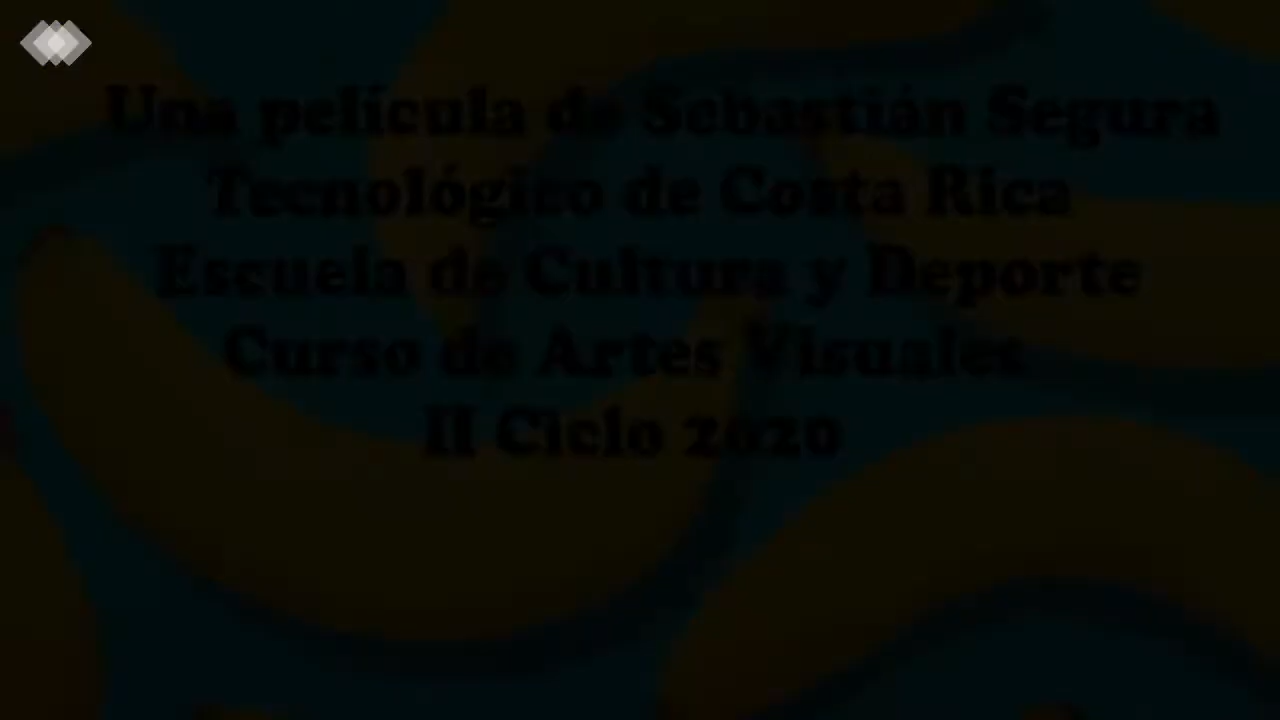 Una película de Sebastián Segura
Tecnológico de Costa Rica
Escuela de Cultura y Deporte
Curso de Artes Visuales
II Ciclo 2020